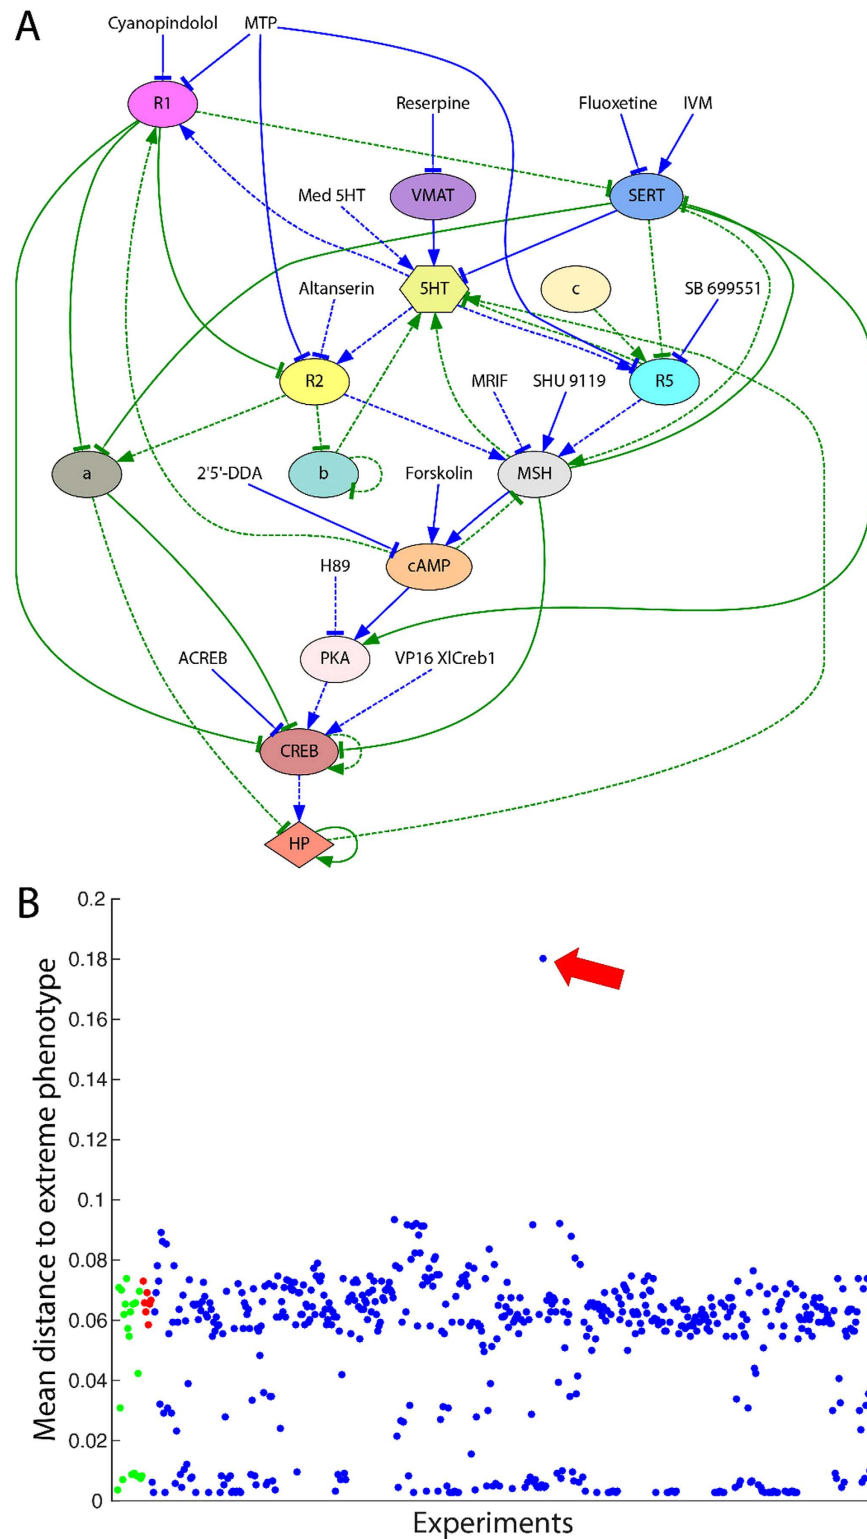 A
Cyanopindolol MTP
R1
Reserpine Fluoxetine IVM
Med 5HT VMAT SERT
Altanserin 5HT c SB 699551
R2 MRIF SHU 9119 R5
a b 2'5'-DDA Forskolin MSH
H89 cAMP
ACREB PKA VP16 XlCreb1
CREB
HP
B
Mean distance to extreme phenotype
0.2
0.18
0.16
0.14
0.12
0.1
0.08
0.06
0.04
0.02
0
Experiments